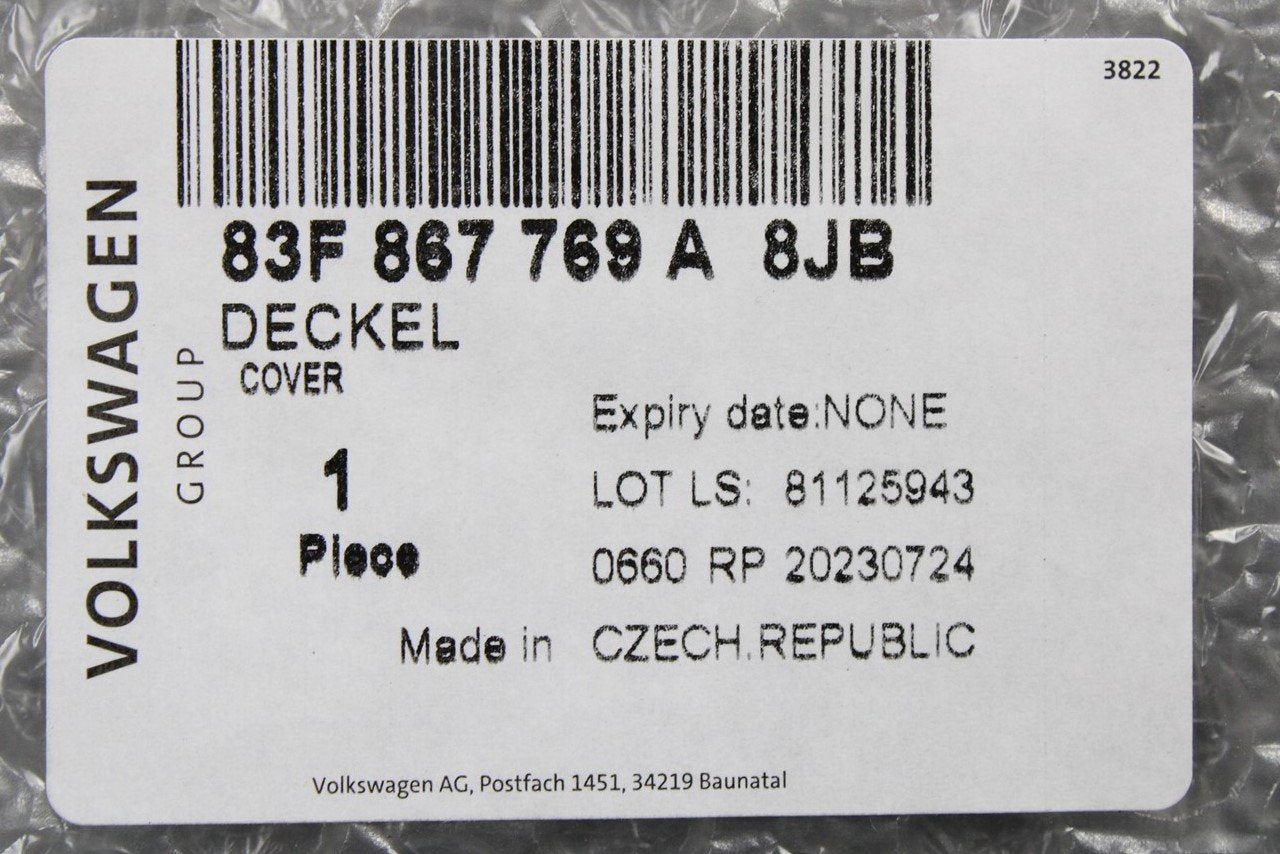 3822
VOLKSWAGEN
GROUP
83F 867 769 A 8JB
DECKEL
COVER
Expiry date:NONE
1
LOT LS: 81125943
Piece
0660 RP 20230724
Made in CZECH.REPUBLIC
Volkswagen AG, Postfach 1451, 34219 Baunatal